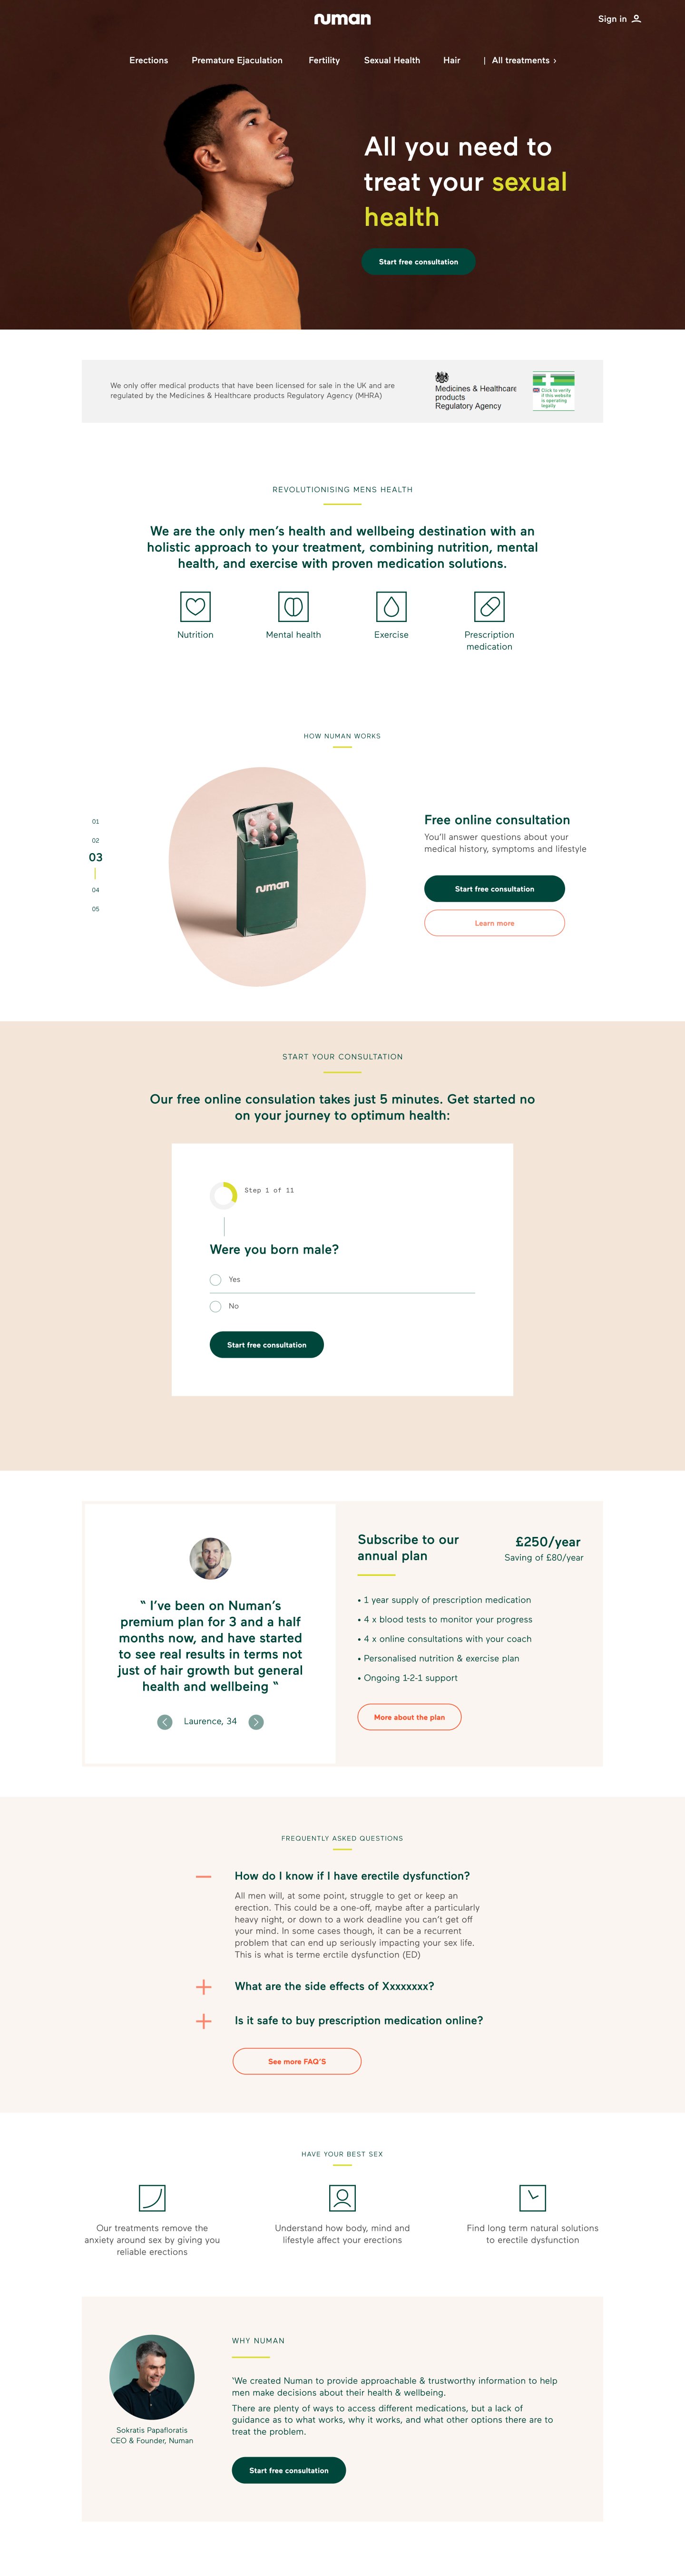 numan
Sign in
Erections Premature Ejaculation Fertility Sexual Health Hair | All treatments ›
All you need to
treat your sexual
health
Start free consultation
We only offer medical products that have been licensed for sale in the UK and are
regulated by the Medicines & Healthcare products Regulatory Agency (MHRA)
Medicines & Healthcare
products
Regulatory Agency
Click to verify
if this website
is operating
legally
REVOLUTIONISING MENS HEALTH
We are the only men’s health and wellbeing destination with an
holistic approach to your treatment, combining nutrition, mental
health, and exercise with proven medication solutions.
Nutrition
Mental health
Exercise
Prescription
medication
HOW NUMAN WORKS
01
02
03
04
05
numan
Free online consultation
You’ll answer questions about your
medical history, symptoms and lifestyle
Start free consultation
Learn more
START YOUR CONSULTATION
Our free online consulation takes just 5 minutes. Get started no
on your journey to optimum health:
Step 1 of 11
Were you born male?
Yes
No
Start free consultation
“ I’ve been on Numan’s
premium plan for 3 and a half
months now, and have started
to see real results in terms not
just of hair growth but general
health and wellbeing “
Laurence, 34
Subscribe to our
annual plan
£250/year
Saving of £80/year
• 1 year supply of prescription medication
• 4 x blood tests to monitor your progress
• 4 x online consultations with your coach
• Personalised nutrition & exercise plan
• Ongoing 1-2-1 support
More about the plan
FREQUENTLY ASKED QUESTIONS
How do I know if I have erectile dysfunction?
All men will, at some point, struggle to get or keep an
erection. This could be a one-off, maybe after a particularly
heavy night, or down to a work deadline you can’t get off
your mind. In some cases though, it can be a recurrent
problem that can end up seriously impacting your sex life.
This is what is terme erctile dysfunction (ED)
What are the side effects of Xxxxxxxx?
Is it safe to buy prescription medication online?
See more FAQ’S
HAVE YOUR BEST SEX
Our treatments remove the
anxiety around sex by giving you
reliable erections
Understand how body, mind and
lifestyle affect your erections
Find long term natural solutions
to erectile dysfunction
Sokratis Papafloratis
CEO & Founder, Numan
WHY NUMAN
‘We created Numan to provide approachable & trustworthy information to help
men make decisions about their health & wellbeing.
There are plenty of ways to access different medications, but a lack of
guidance as to what works, why it works, and what other options there are to
treat the problem.
Start free consultation